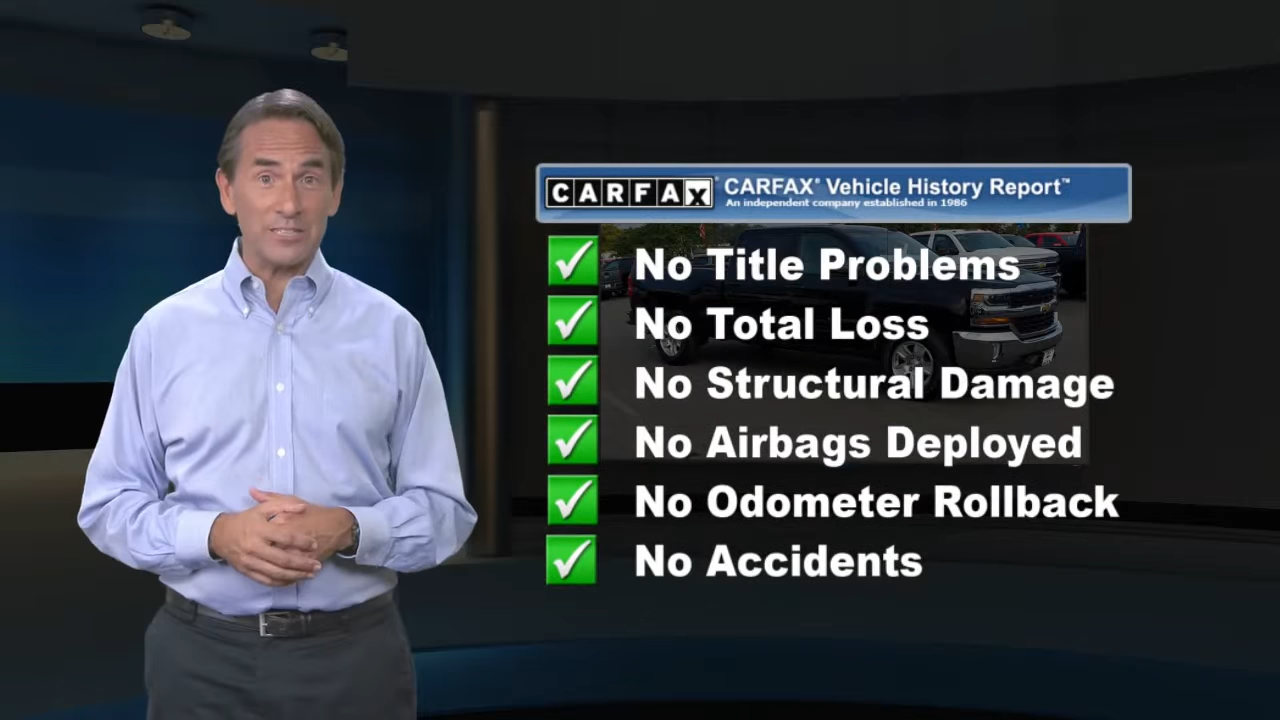 CARFAX
CARFAX® Vehicle History Report™
An independent company established in 1986
No Title Problems
No Total Loss
No Structural Damage
No Airbags Deployed
No Odometer Rollback
No Accidents